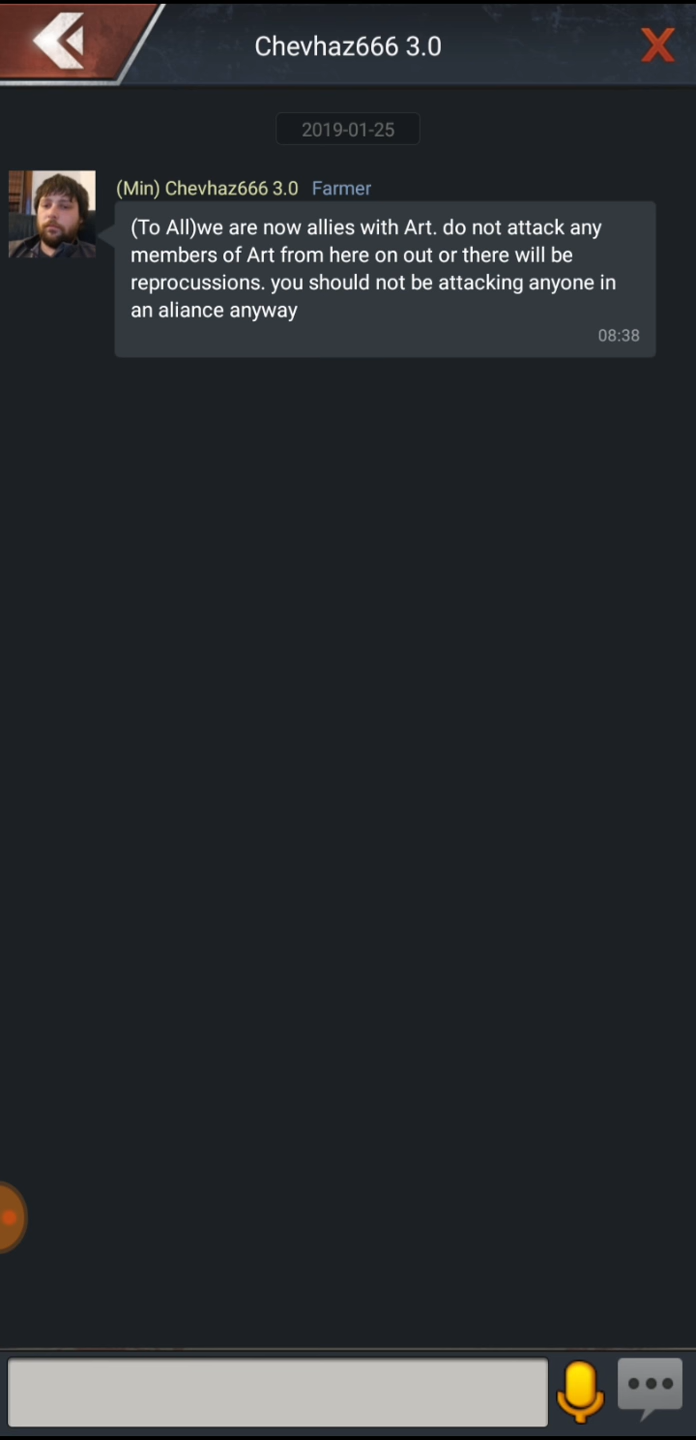 Chevhaz666 3.0
X
2019-01-25
(Min) Chevhaz666 3.0 Farmer
(To All)we are now allies with Art. do not attack any
members of Art from here on out or there will be
reprocussions. you should not be attacking anyone in
an aliance anyway
08:38